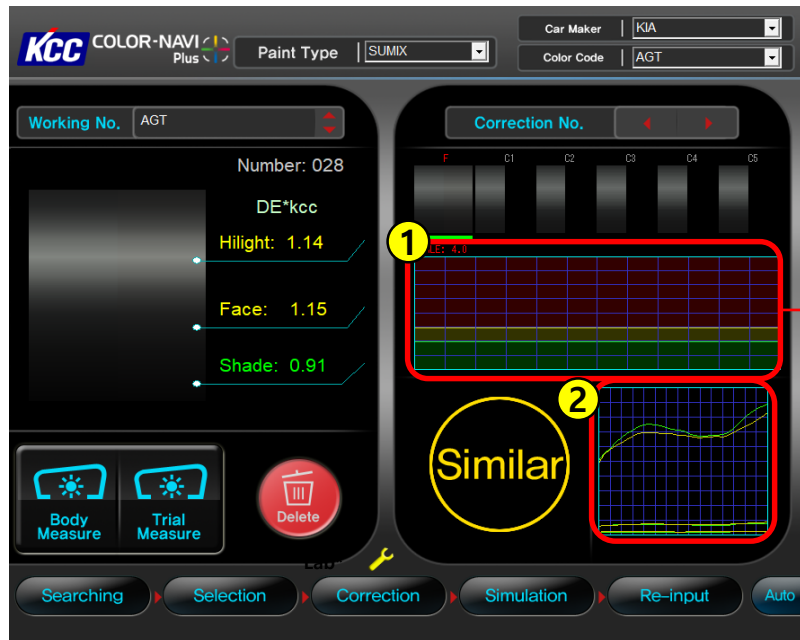 KCC COLOR-NAVI Plus
Paint Type SUMIX
Car Maker KIA
Color Code AGT
Working No. AGT
Number: 028
DE*kcc
Hilight: 1.14
Face: 1.15
Shade: 0.91
Body Measure
Trial Measure
Delete
Correction No.
F C1 C2 C3 C4 C5
1
4.0
2
Similar
Lab
Searching Selection Correction Simulation Re-input Auto